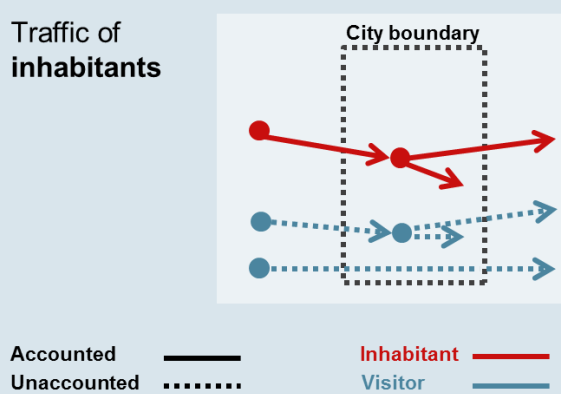 Traffic of
inhabitants
City boundary
Accounted
Unaccounted
Inhabitant
Visitor